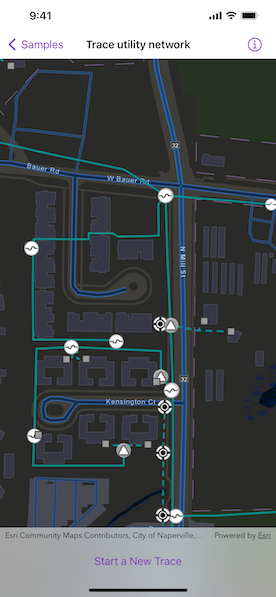 9:41
Samples
Trace utility network
32
Bauer Rd
W Bauer Rd
N Mill St
32
Kensington Ct
Esri Community Maps Contributors, City of Naperville,... Powered by Esri
Start a New Trace